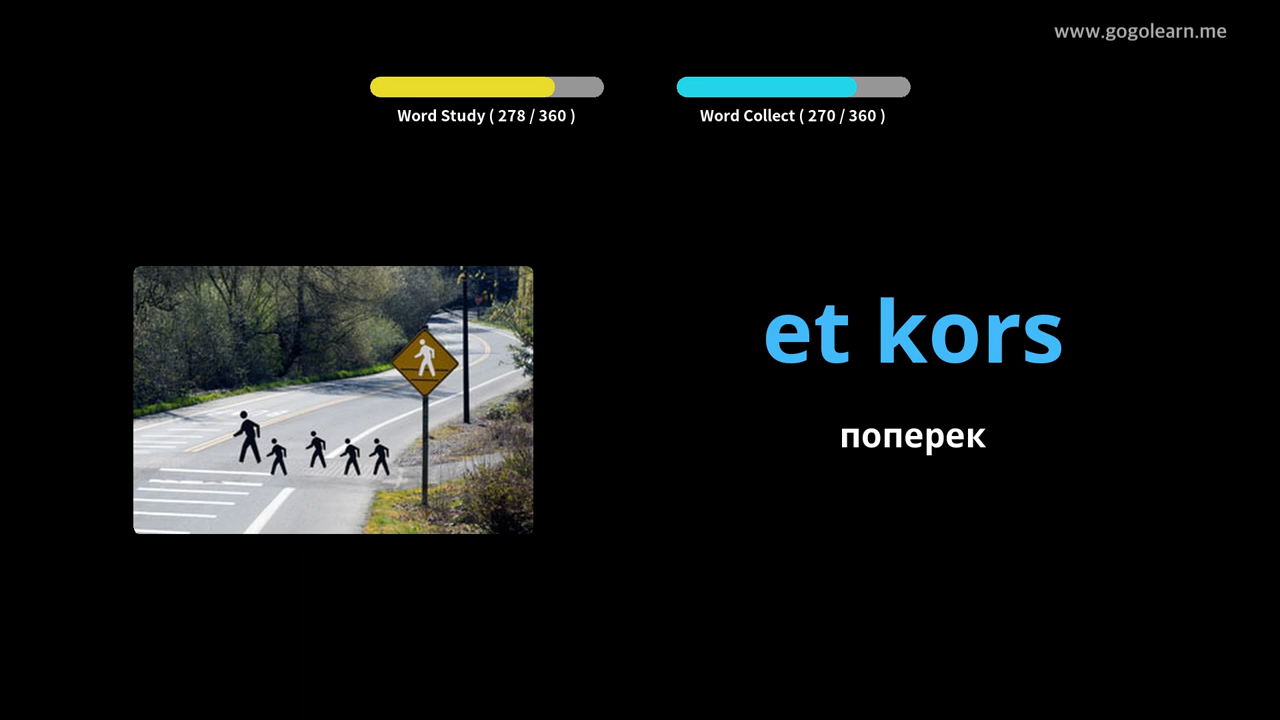 www.gogolearn.me
Word Study ( 278 / 360 )
Word Collect ( 270 / 360 )
et kors
поперек